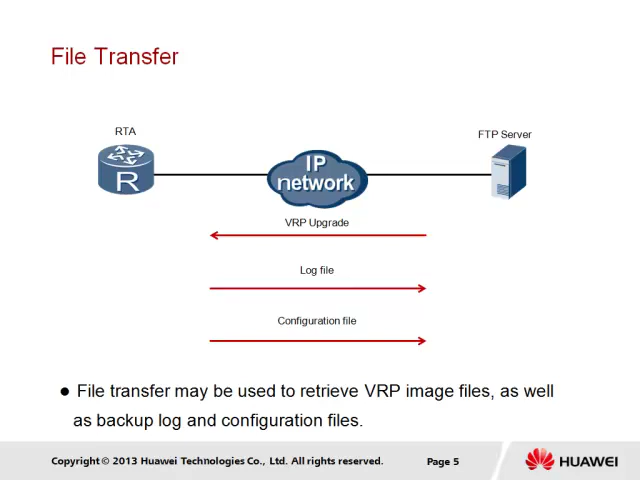 File Transfer
RTA
FTP Server
IP
network
R
VRP Upgrade
Log file
Configuration file
● File transfer may be used to retrieve VRP image files, as well
as backup log and configuration files.
Copyright © 2013 Huawei Technologies Co., Ltd. All rights reserved.
Page 5
HUAWEI